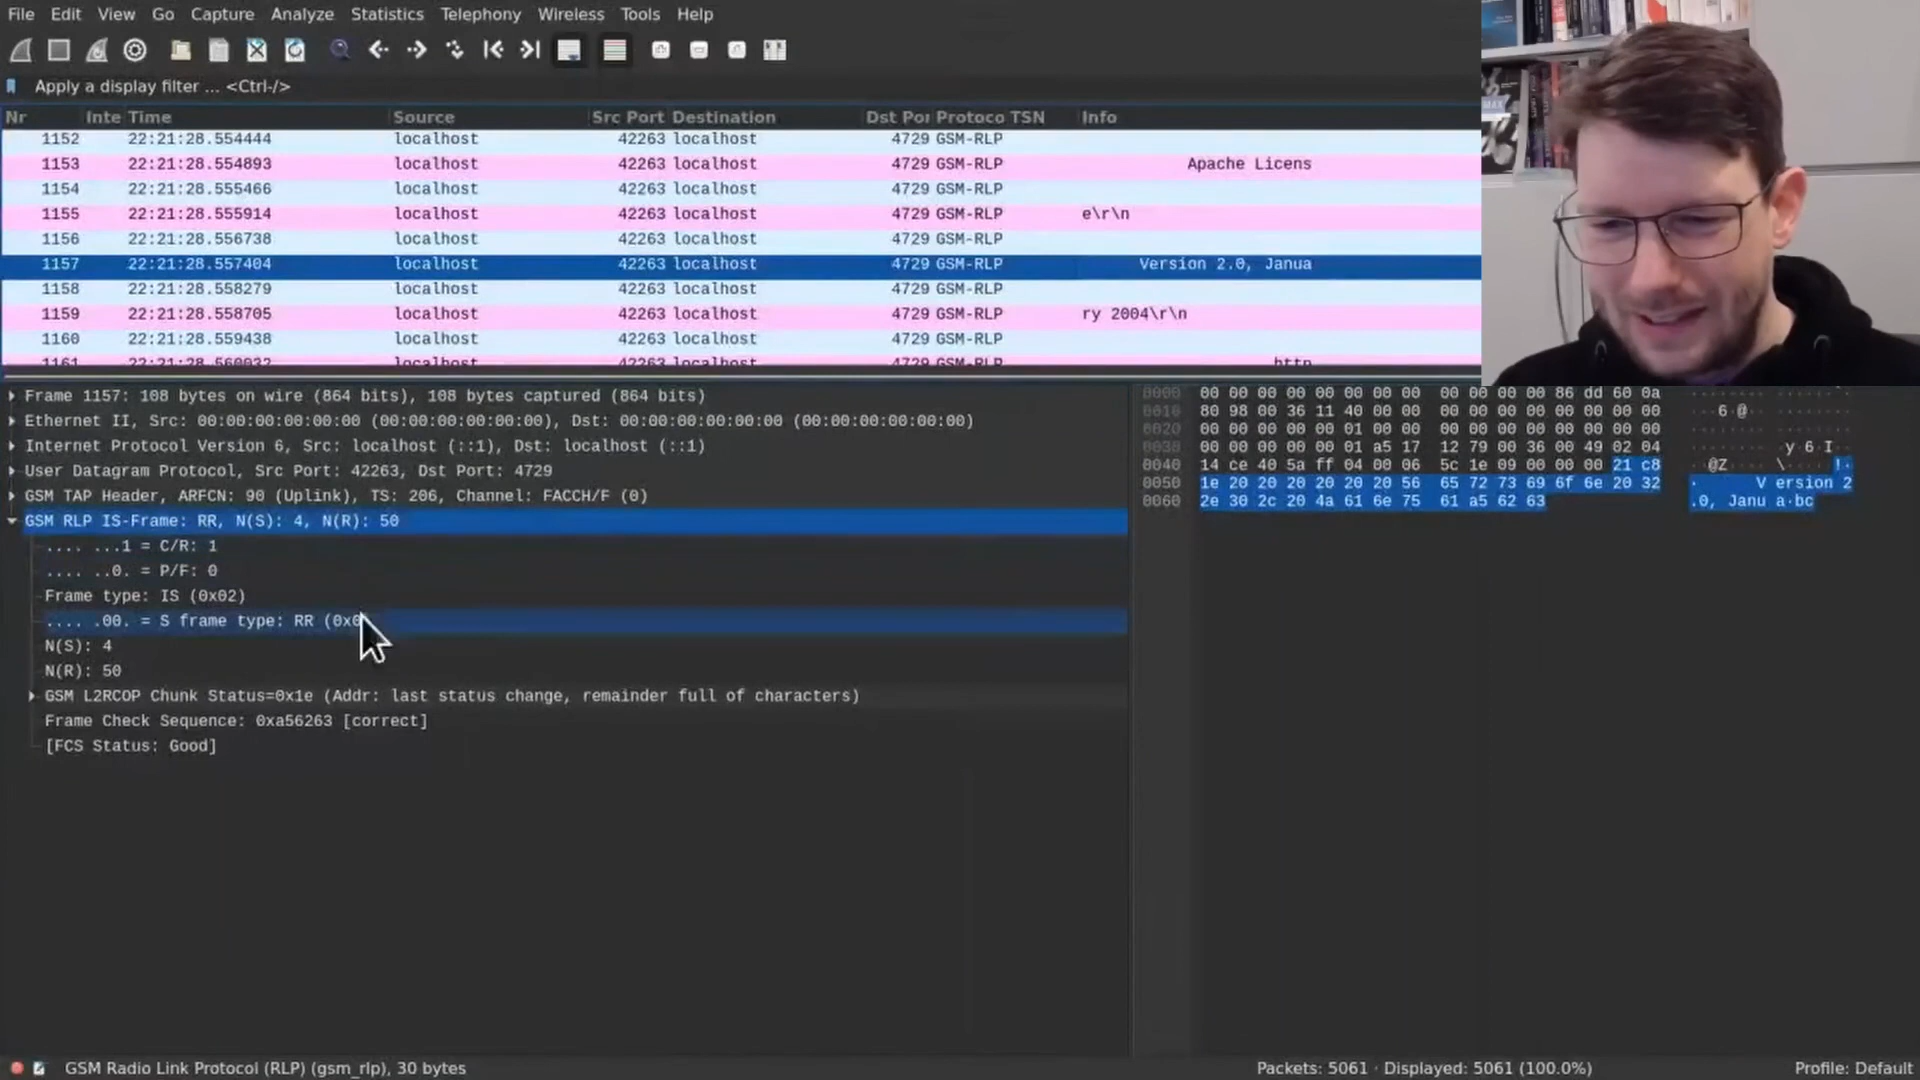 File Edit View Go Capture Analyze Statistics Telephony Wireless Tools Help
Apply a display filter ... <Ctrl-/>
Nr Inte Time Source Src Port Destination Dst Por Protoco TSN Info
1152 22:21:28.554444 localhost 42263 localhost 4729 GSM-RLP
1153 22:21:28.554893 localhost 42263 localhost 4729 GSM-RLP Apache Licens
1154 22:21:28.555466 localhost 42263 localhost 4729 GSM-RLP
1155 22:21:28.555914 localhost 42263 localhost 4729 GSM-RLP e\r\n
1156 22:21:28.556738 localhost 42263 localhost 4729 GSM-RLP
1157 22:21:28.557404 localhost 42263 localhost 4729 GSM-RLP Version 2.0, Janua
1158 22:21:28.558279 localhost 42263 localhost 4729 GSM-RLP
1159 22:21:28.558705 localhost 42263 localhost 4729 GSM-RLP ry 2004\r\n
1160 22:21:28.559438 localhost 42263 localhost 4729 GSM-RLP
1161 22:21:28.560032 localhost 42263 localhost 4729 GSM-RLP http
Frame 1157: 108 bytes on wire (864 bits), 108 bytes captured (864 bits)
Ethernet II, Src: 00:00:00:00:00:00 (00:00:00:00:00:00), Dst: 00:00:00:00:00:00 (00:00:00:00:00:00)
Internet Protocol Version 6, Src: localhost (::1), Dst: localhost (::1)
User Datagram Protocol, Src Port: 42263, Dst Port: 4729
GSM TAP Header, ARFCN: 90 (Uplink), TS: 206, Channel: FACCH/F (0)
GSM RLP IS-Frame: RR, N(S): 4, N(R): 50
.... ...1 = C/R: 1
.... ..0. = P/F: 0
Frame type: IS (0x02)
.... .00. = S frame type: RR (0x0
N(S): 4
N(R): 50
GSM L2RCOP Chunk Status=0x1e (Addr: last status change, remainder full of characters)
Frame Check Sequence: 0xa56263 [correct]
[FCS Status: Good]
0000 00 00 00 00 00 00 00 00 00 00 00 00 86 dd 60 0a
0010 80 98 00 36 11 40 00 00 00 00 00 00 00 00 00 00 6·@
0020 00 00 00 00 00 01 00 00 00 00 00 00 00 00 00 00
0030 00 00 00 00 00 01 a5 17 12 79 00 36 00 49 02 04 y·6·I
0040 14 ce 40 5a ff 04 00 06 5c 1e 09 00 00 00 21 c8 @Z \ !·
0050 1e 20 20 20 20 20 20 56 65 72 73 69 6f 6e 20 32 · V ersion 2
0060 2e 30 2c 20 4a 61 6e 75 61 a5 62 63 .0, Janu a·bc
GSM Radio Link Protocol (RLP) (gsm_rlp), 30 bytes
Packets: 5061 · Displayed: 5061 (100.0%)
Profile: Default